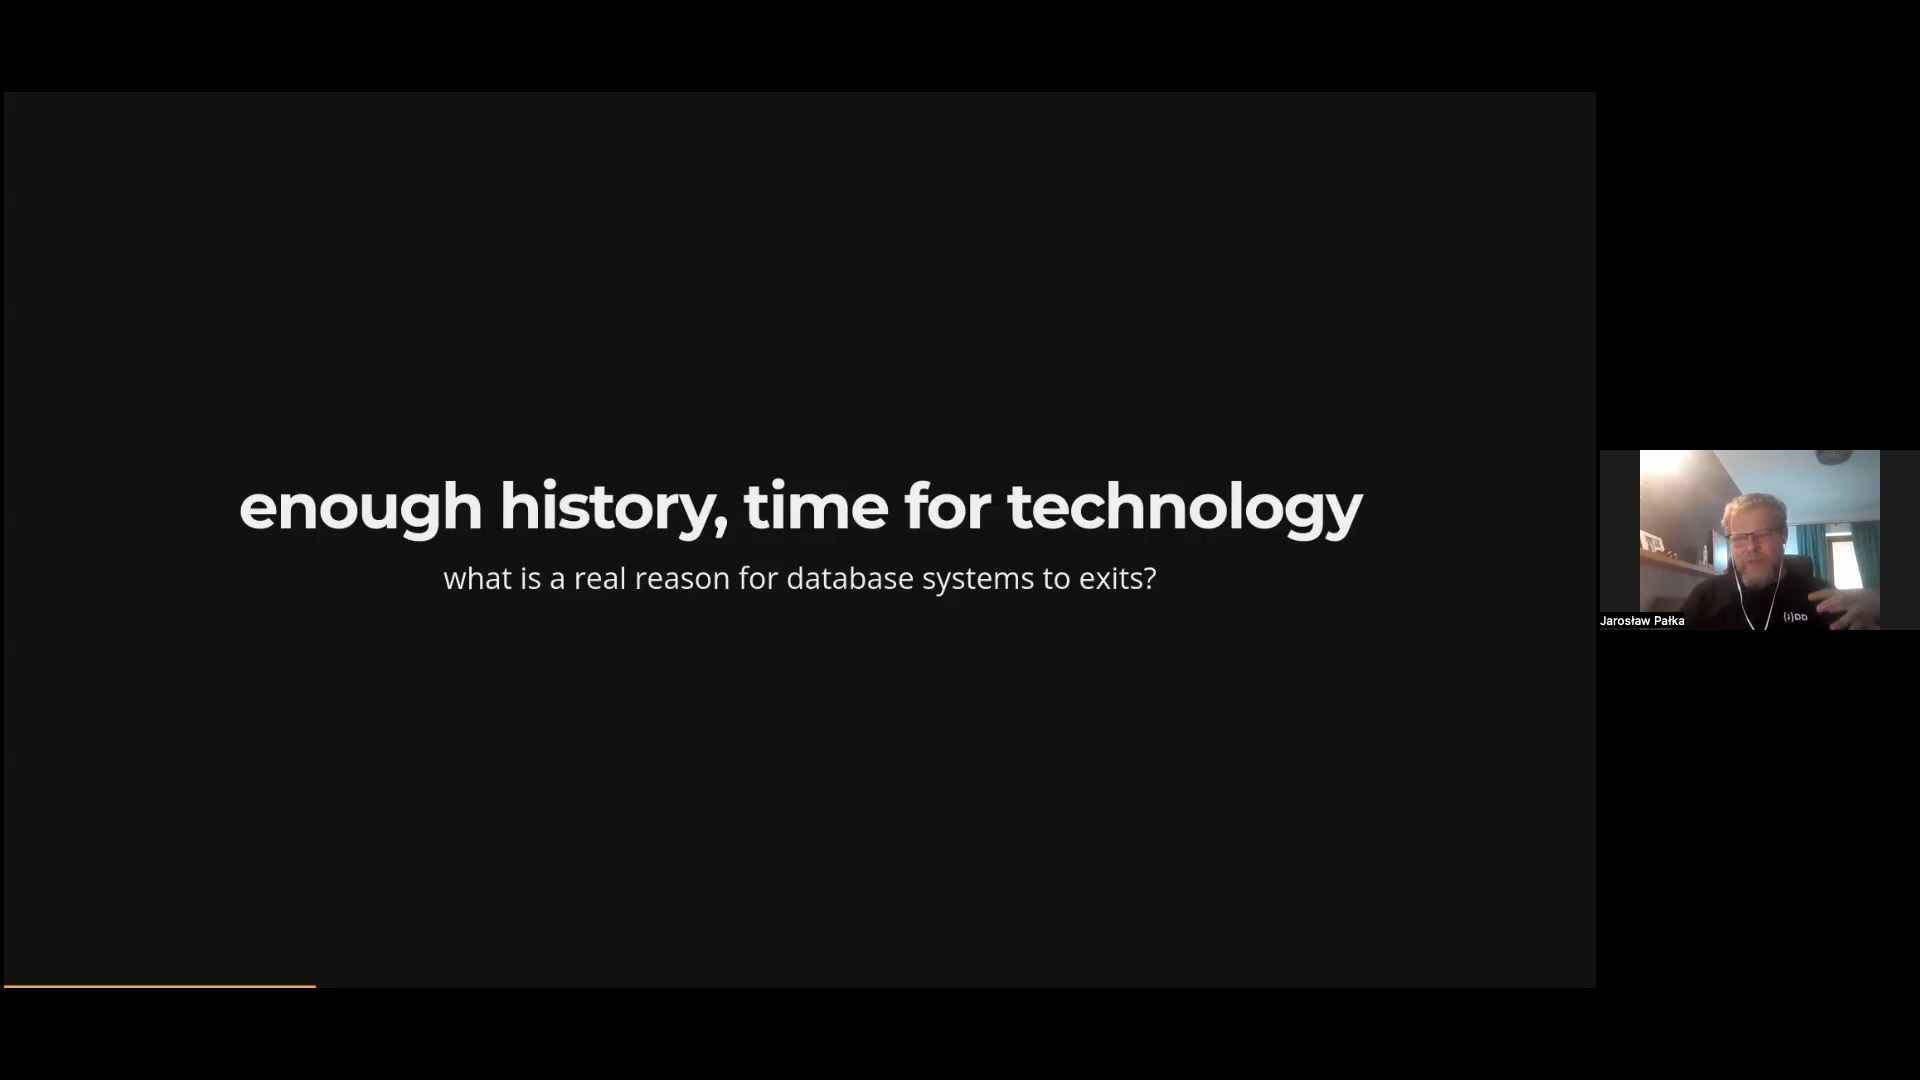 enough history, time for technology
what is a real reason for database systems to exits?
Jarosław Pałka